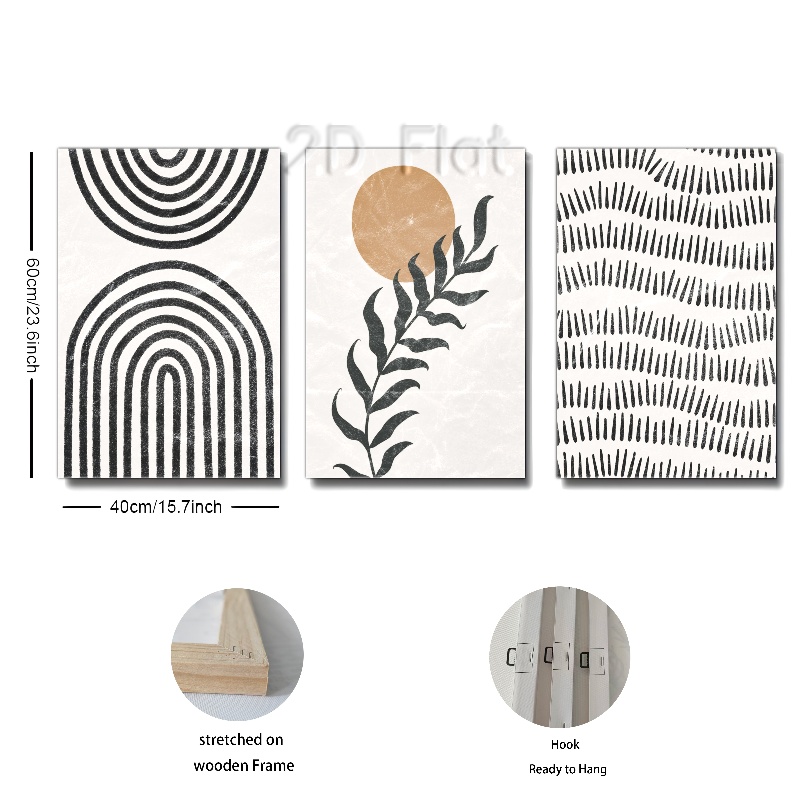 2D Flat
60cm/23.6inch
40cm/15.7inch
stretched on
wooden Frame
Hook
Ready to Hang